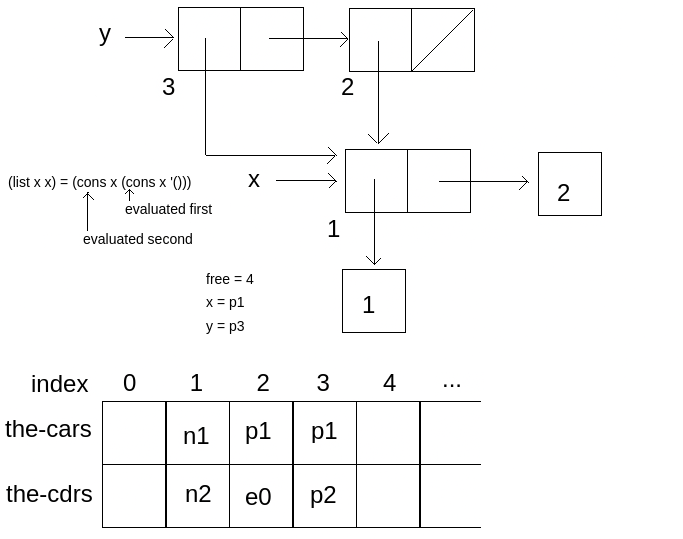 y
3
2
(list x x) = (cons x (cons x '()))
x
2
evaluated first
1
evaluated second
free = 4
x = p1
1
y = p3
index 0 1 2 3 4 ...
the-cars n1 p1 p1
the-cdrs n2 e0 p2